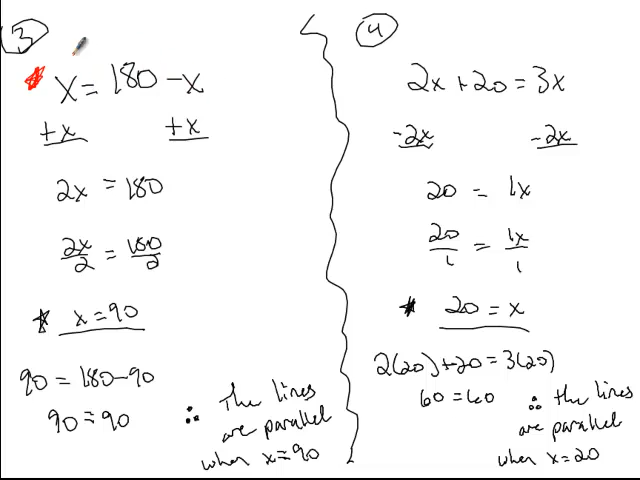 3
x = 180 - x
+x +x
2x = 180
2x/2 = 180/2
x = 90
90 = 180 - 90
90 = 90
∴ The lines
are parallel
when x = 90
4
2x + 20 = 3x
-2x -2x
20 = 1x
20/1 = 1x/1
20 = x
2(20) + 20 = 3(20)
60 = 60
∴ the lines
are parallel
when x = 20